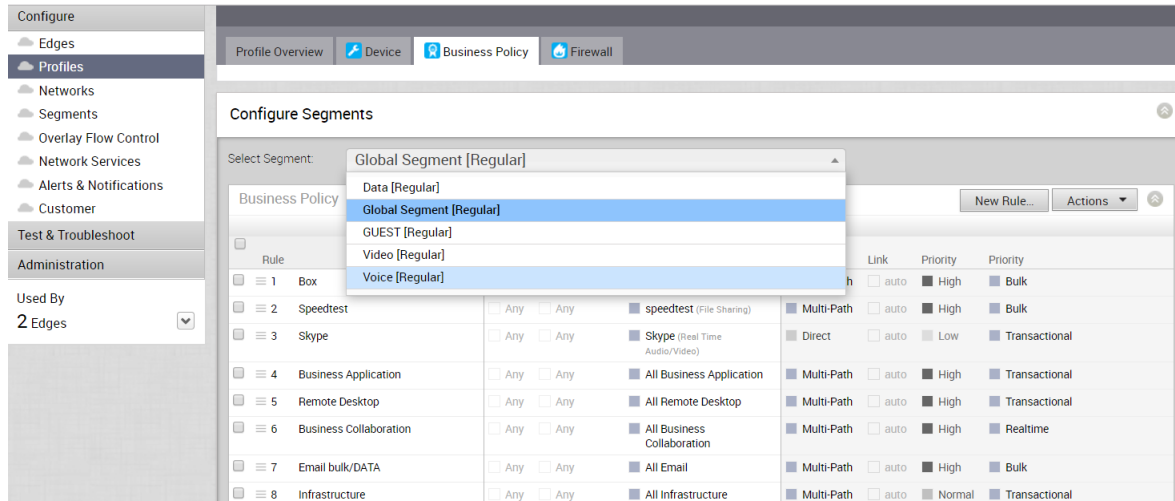 Configure
Edges
Profiles
Networks
Segments
Overlay Flow Control
Network Services
Alerts & Notifications
Customer
Test & Troubleshoot
Administration
Used By
2 Edges
Profile Overview Device Business Policy Firewall
Configure Segments
Select Segment: Global Segment [Regular]
Data [Regular]
Global Segment [Regular]
GUEST [Regular]
Video [Regular]
Voice [Regular]
Business Policy New Rule... Actions
Rule Link Priority Priority
1 Box h auto High Bulk
2 Speedtest Any Any speedtest (File Sharing) Multi-Path auto High Bulk
3 Skype Any Any Skype (Real Time Direct auto Low Transactional
Audio/Video)
4 Business Application Any Any All Business Application Multi-Path auto High Transactional
5 Remote Desktop Any Any All Remote Desktop Multi-Path auto High Transactional
6 Business Collaboration Any Any All Business Multi-Path auto High Realtime
Collaboration
7 Email bulk/DATA Any Any All Email Multi-Path auto High Bulk
8 Infrastructure Any Any All Infrastructure Multi-Path auto Normal Transactional